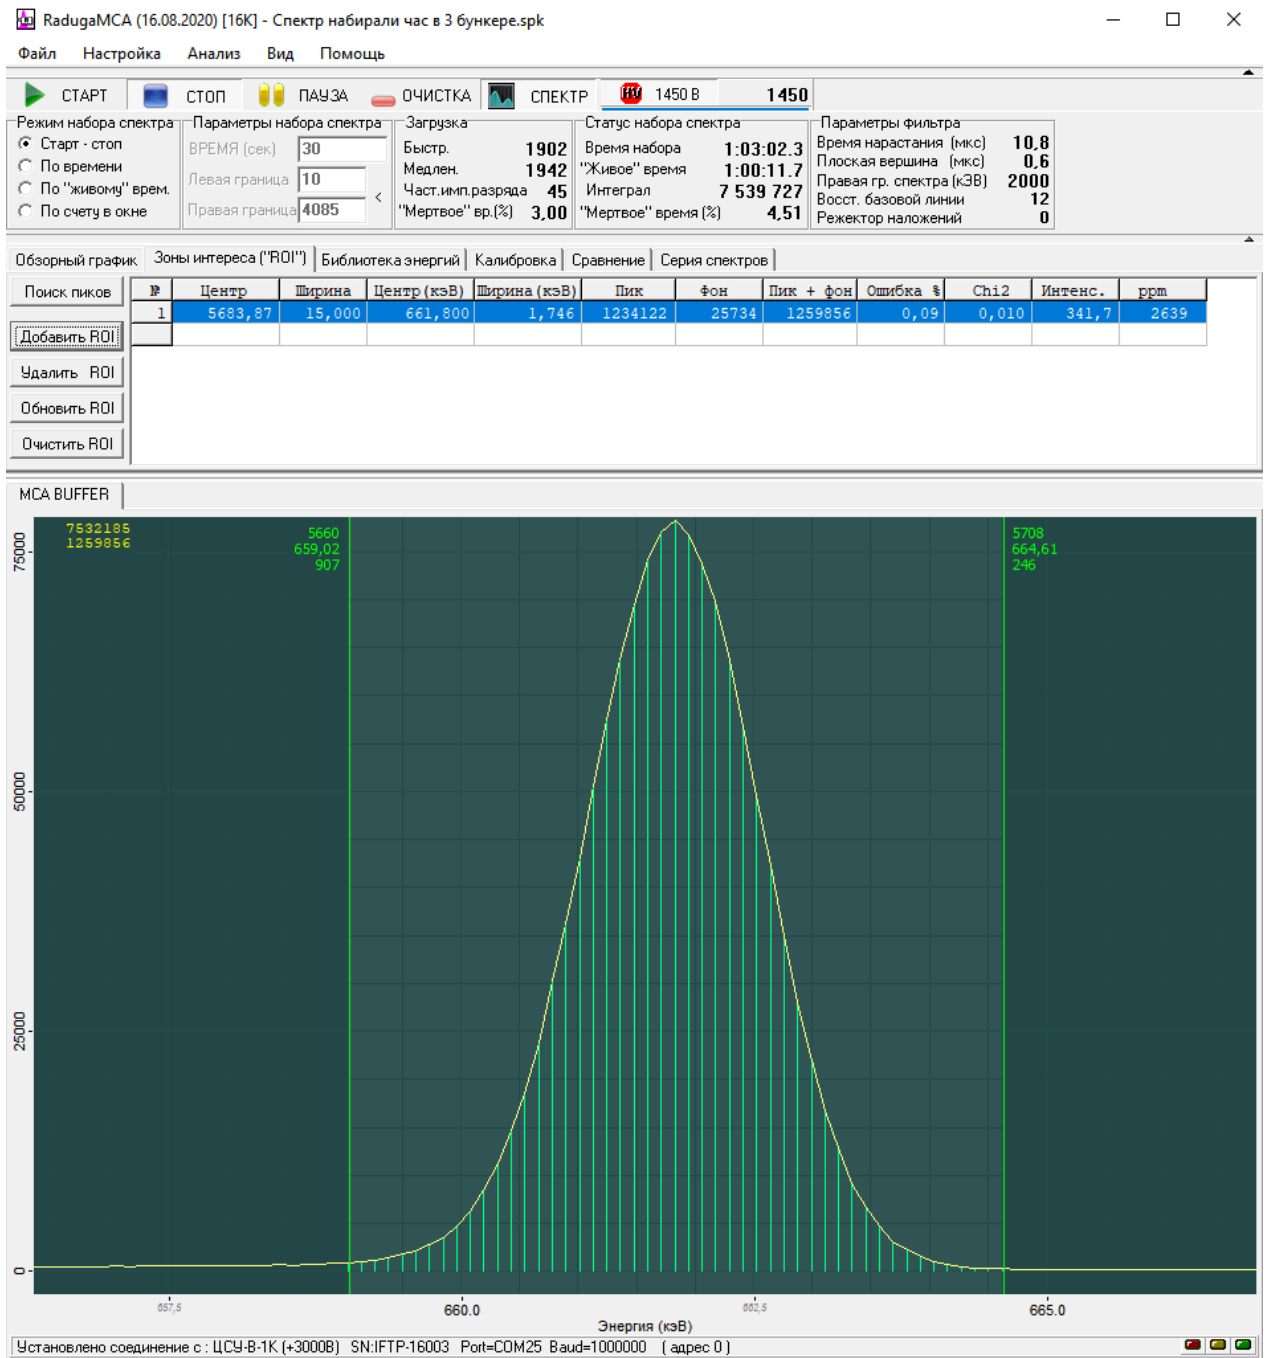 RadugaMCA (16.08.2020) [16K] - Спектр набирали час в 3 бункере.spk
Файл Настройка Анализ Вид Помощь
СТАРТ СТОП ПАУЗА ОЧИСТКА СПЕКТР HV 1450 В 1450
Режим набора спектра Параметры набора спектра Загрузка Статус набора спектра Параметры фильтра
Старт - стоп ВРЕМЯ (сек) 30 Быстр. 1902 Время набора 1:03:02.3 Время нарастания (мкс) 10,8
По времени Левая граница 10 Медлен. 1942 "Живое" время 1:00:11.7 Плоская вершина (мкс) 0,6
По "живому" врем. Част.имп.разряда 45 Интеграл 7 539 727 Правая гр. спектра (кЭВ) 2000
По счету в окне Правая граница 4085 < "Мертвое" вр.(%) 3,00 "Мертвое" время (%) 4,51 Восст. базовой линии 12
Режектор наложений 0
Обзорный график Зоны интереса ("ROI") Библиотека энергий Калибровка Сравнение Серия спектров
Поиск пиков № Центр Ширина Центр(кэВ) Ширина(кэВ) Пик Фон Пик + фон Ошибка % Chi2 Интенс. ppm
1 5683,87 15,000 661,800 1,746 1234122 25734 1259856 0,09 0,010 341,7 2639
Добавить ROI
Удалить ROI
Обновить ROI
Очистить ROI
MCA BUFFER
7532185 5660 5708
1259856 659,02 664,61
907 246
75000
50000
25000
0
657,5 660.0 662,5 665.0
Энергия (кэВ)
Установлено соединение с : ЦСУ-В-1К (+3000В) SN:IFTP-16003 Port=COM25 Baud=1000000 ( адрес 0 )